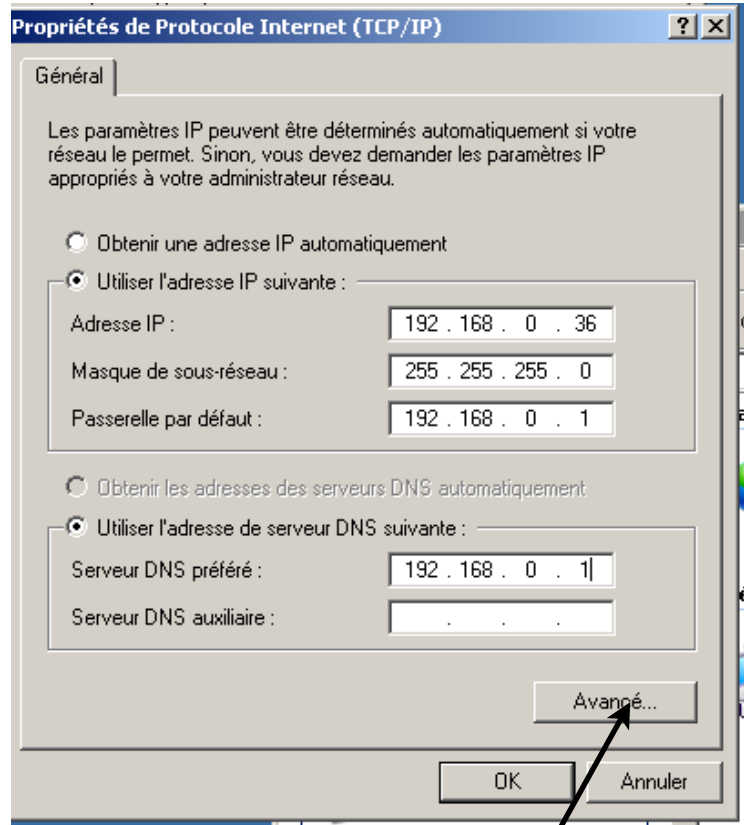 Propriétés de Protocole Internet (TCP/IP)
Général
Les paramètres IP peuvent être déterminés automatiquement si votre
réseau le permet. Sinon, vous devez demander les paramètres IP
appropriés à votre administrateur réseau.
Obtenir une adresse IP automatiquement
Utiliser l'adresse IP suivante :
Adresse IP : 192 . 168 . 0 . 36
Masque de sous-réseau : 255 . 255 . 255 . 0
Passerelle par défaut : 192 . 168 . 0 . 1
Obtenir les adresses des serveurs DNS automatiquement
Utiliser l'adresse de serveur DNS suivante :
Serveur DNS préféré : 192 . 168 . 0 . 1
Serveur DNS auxiliaire : . . .
Avancé...
OK Annuler